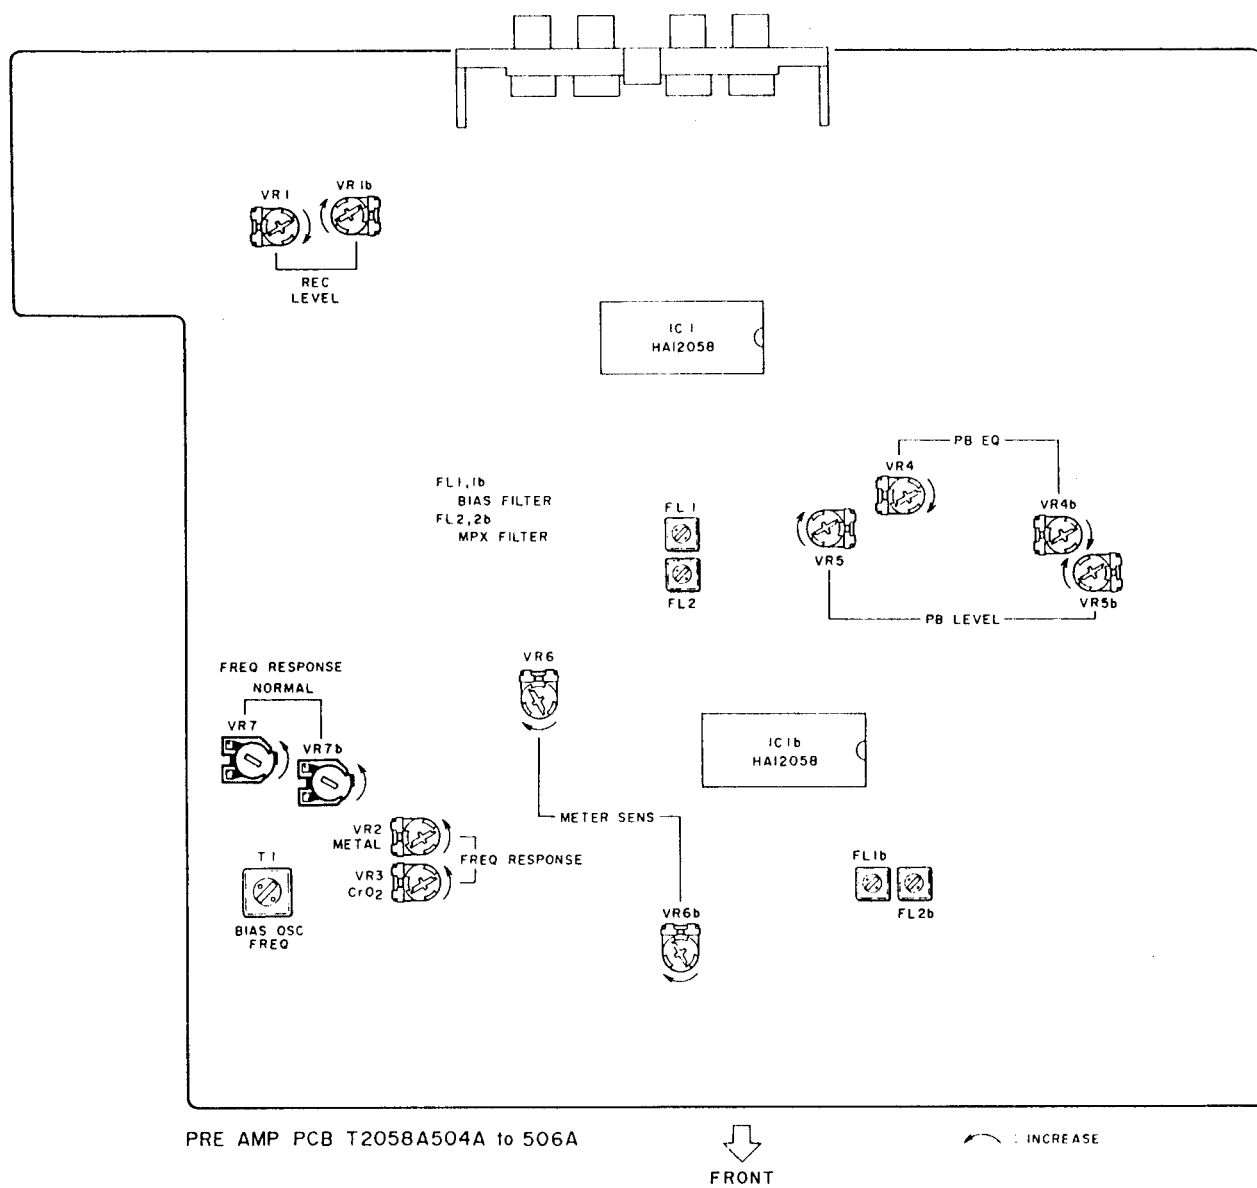 VR1
VR1b
REC
LEVEL
IC1
HA12058
PB EQ
VR4
VR4b
FL1,1b
BIAS FILTER
FL2,2b
MPX FILTER
FL1
FL2
VR5
VR5b
PB LEVEL
VR6
FREQ RESPONSE
NORMAL
VR7
VR7b
IC1b
HA12058
METER SENS
VR2
METAL
FREQ RESPONSE
VR3
CrO2
T1
BIAS OSC
FREQ
FL1b
FL2b
VR6b
PRE AMP PCB T2058A504A to 506A
FRONT
: INCREASE